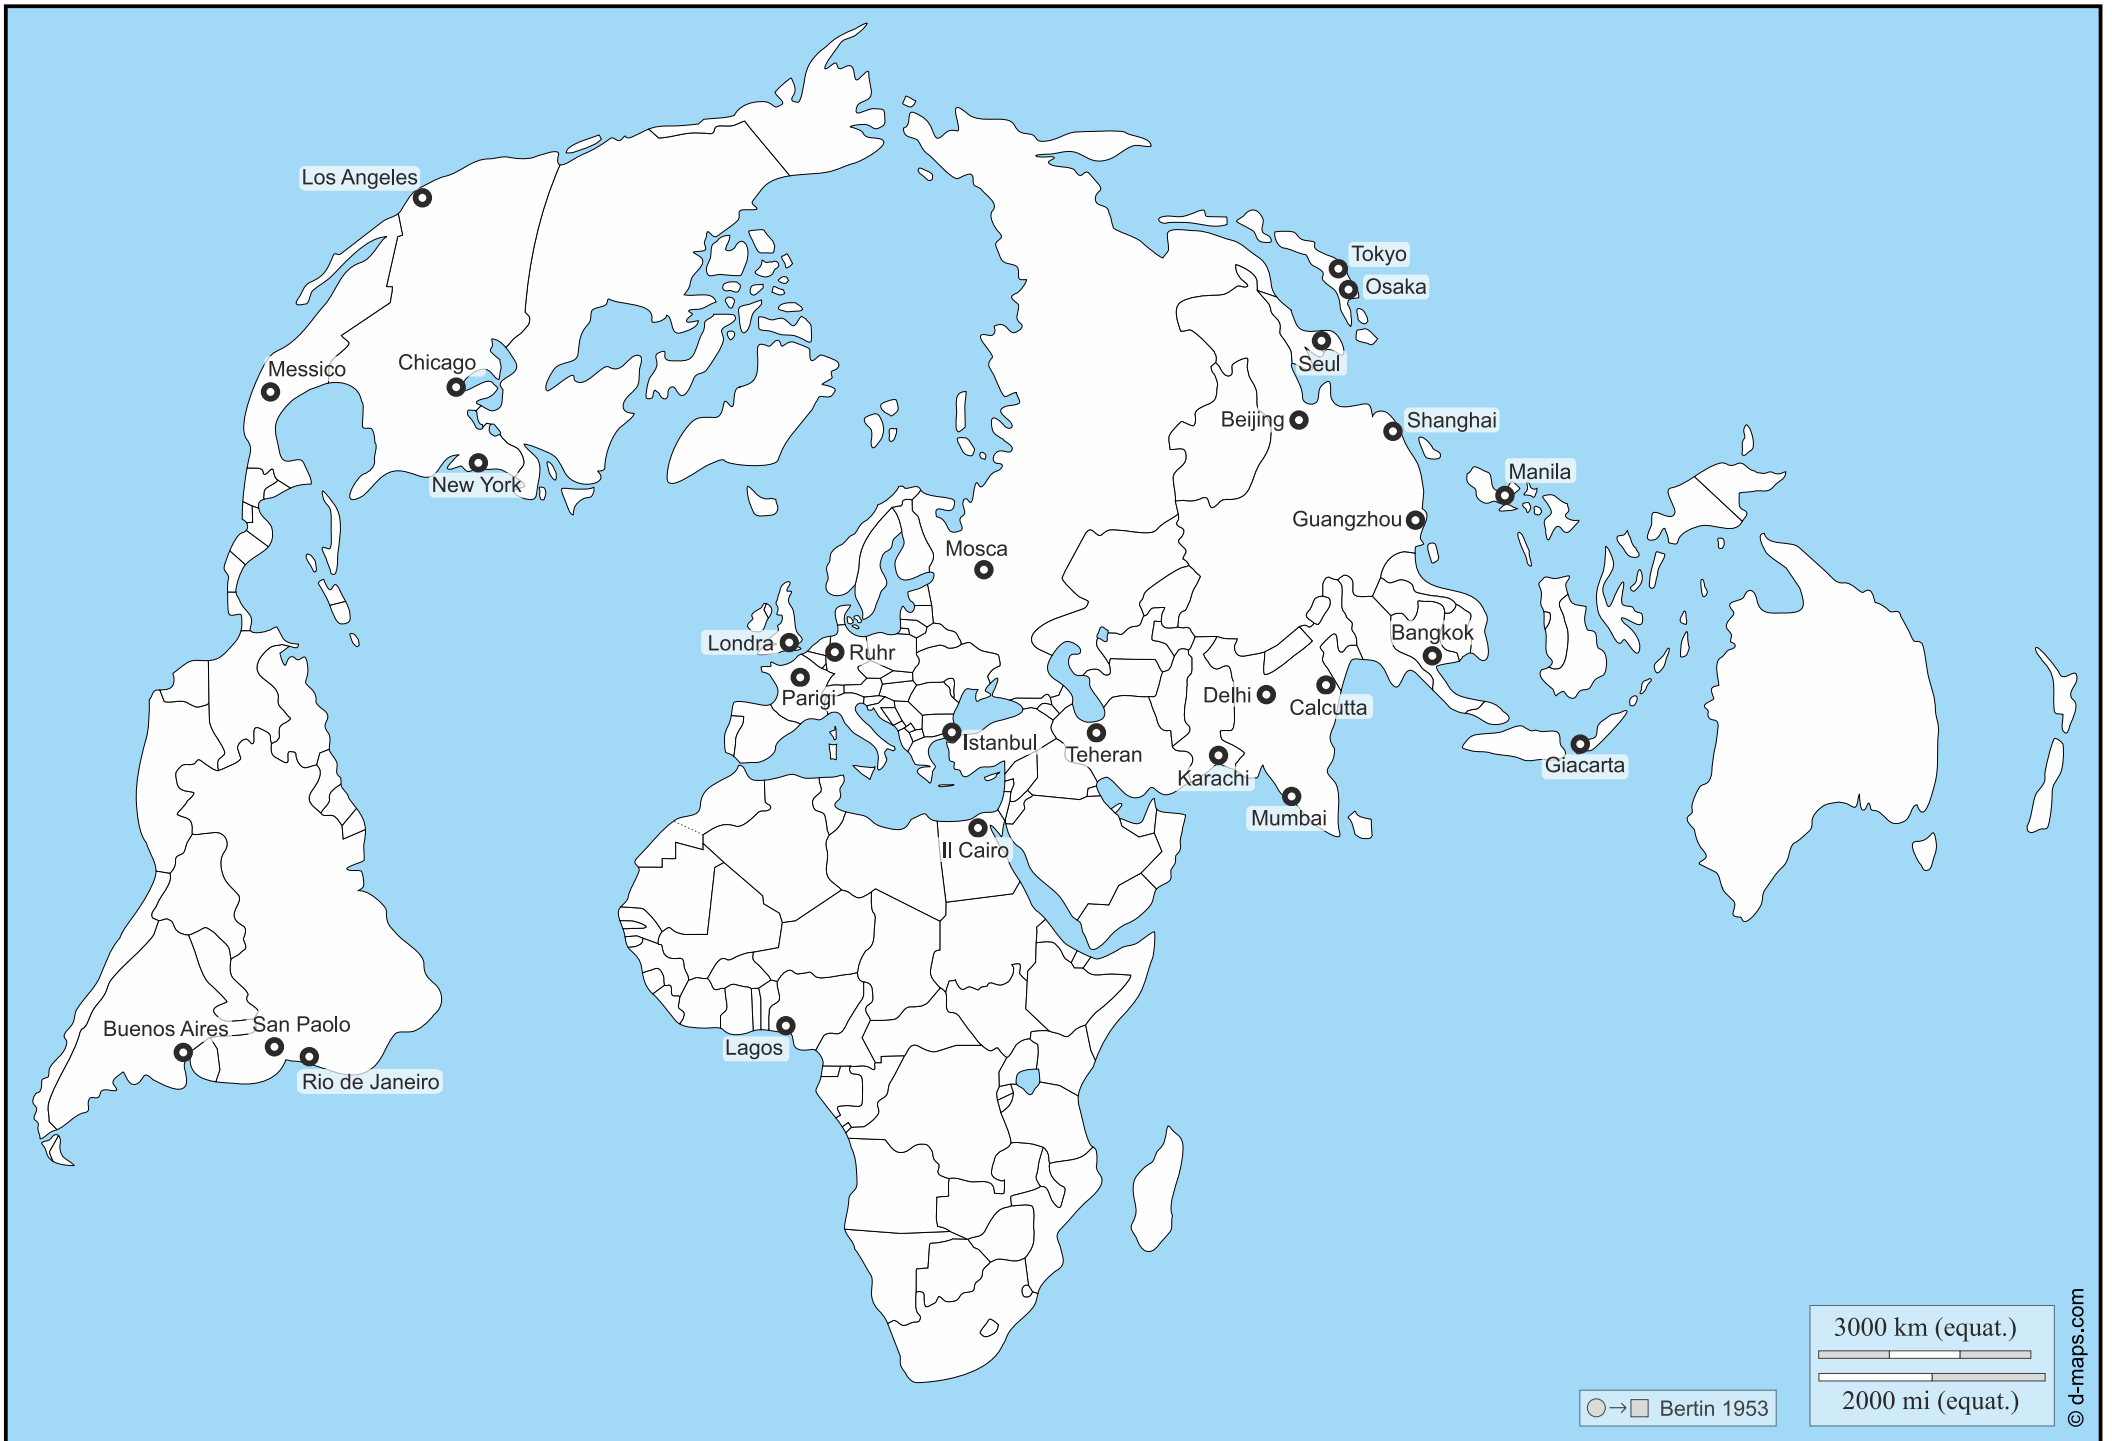 Los Angeles
Tokyo
Osaka
Messico
Chicago
Seul
Beijing
Shanghai
Manila
New York
Guangzhou
Mosca
Londra
Ruhr
Bangkok
Parigi
Delhi
Calcutta
Istanbul
Teheran
Karachi
Giacarta
Mumbai
Il Cairo
Buenos Aires
San Paolo
Lagos
Rio de Janeiro
3000 km (equat.)
2000 mi (equat.)
Bertin 1953
© d-maps.com